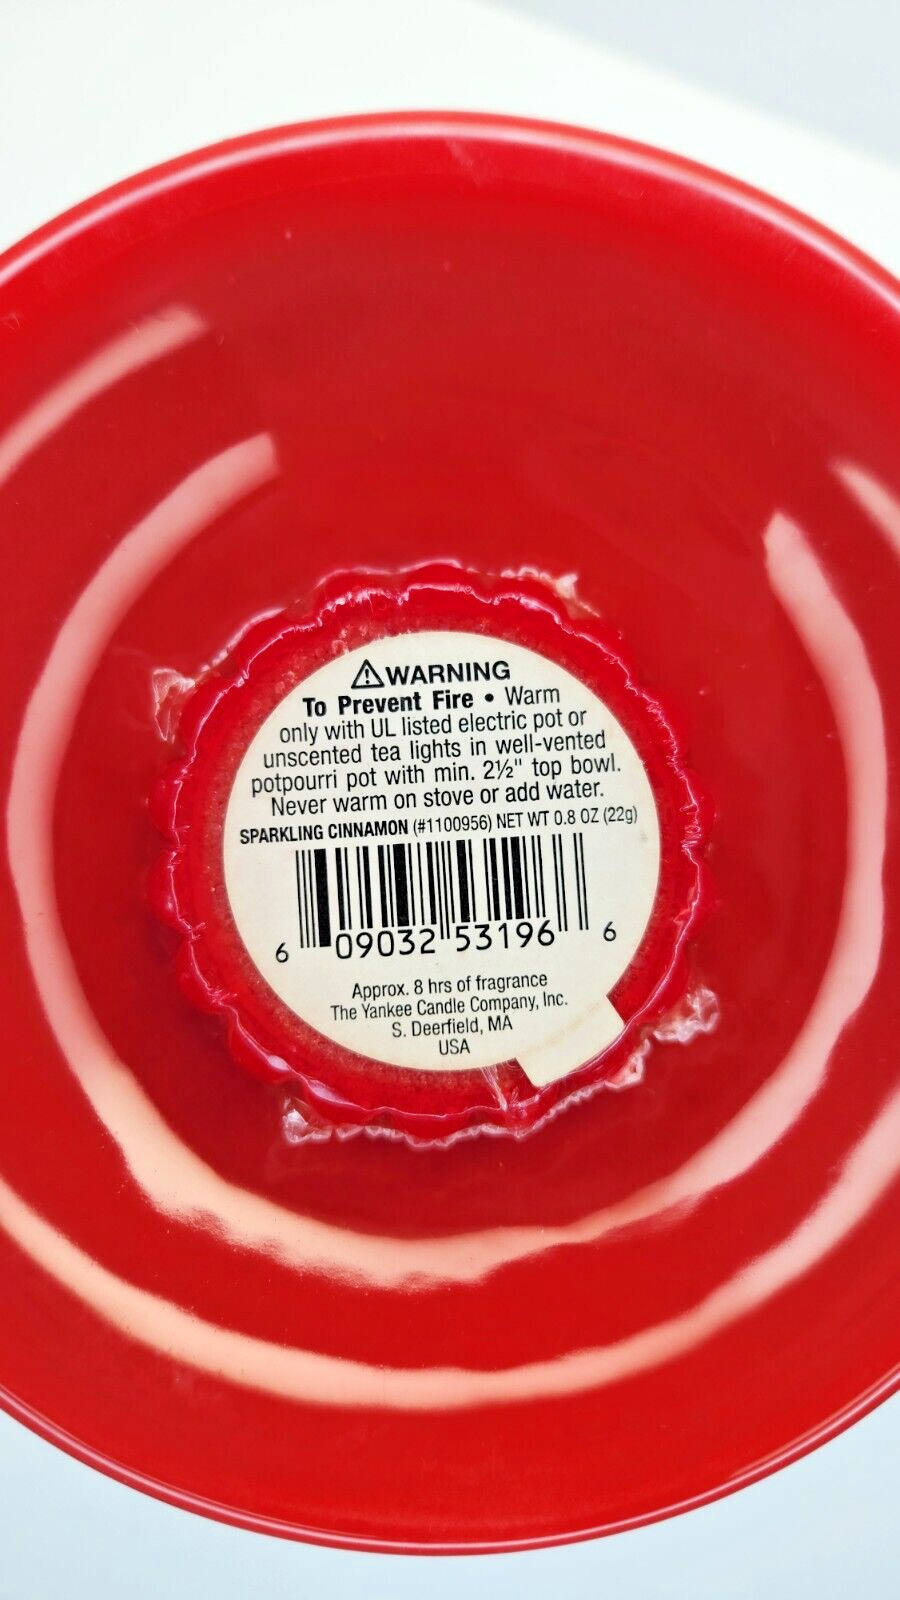 ⚠WARNING
To Prevent Fire • Warm
only with UL listed electric pot or
unscented tea lights in well-vented
potpourri pot with min. 2½" top bowl.
Never warm on stove or add water.
SPARKLING CINNAMON (#1100956) NET WT 0.8 OZ (22g)
6 09032 53196 6
Approx. 8 hrs of fragrance
The Yankee Candle Company, Inc.
S. Deerfield, MA
USA